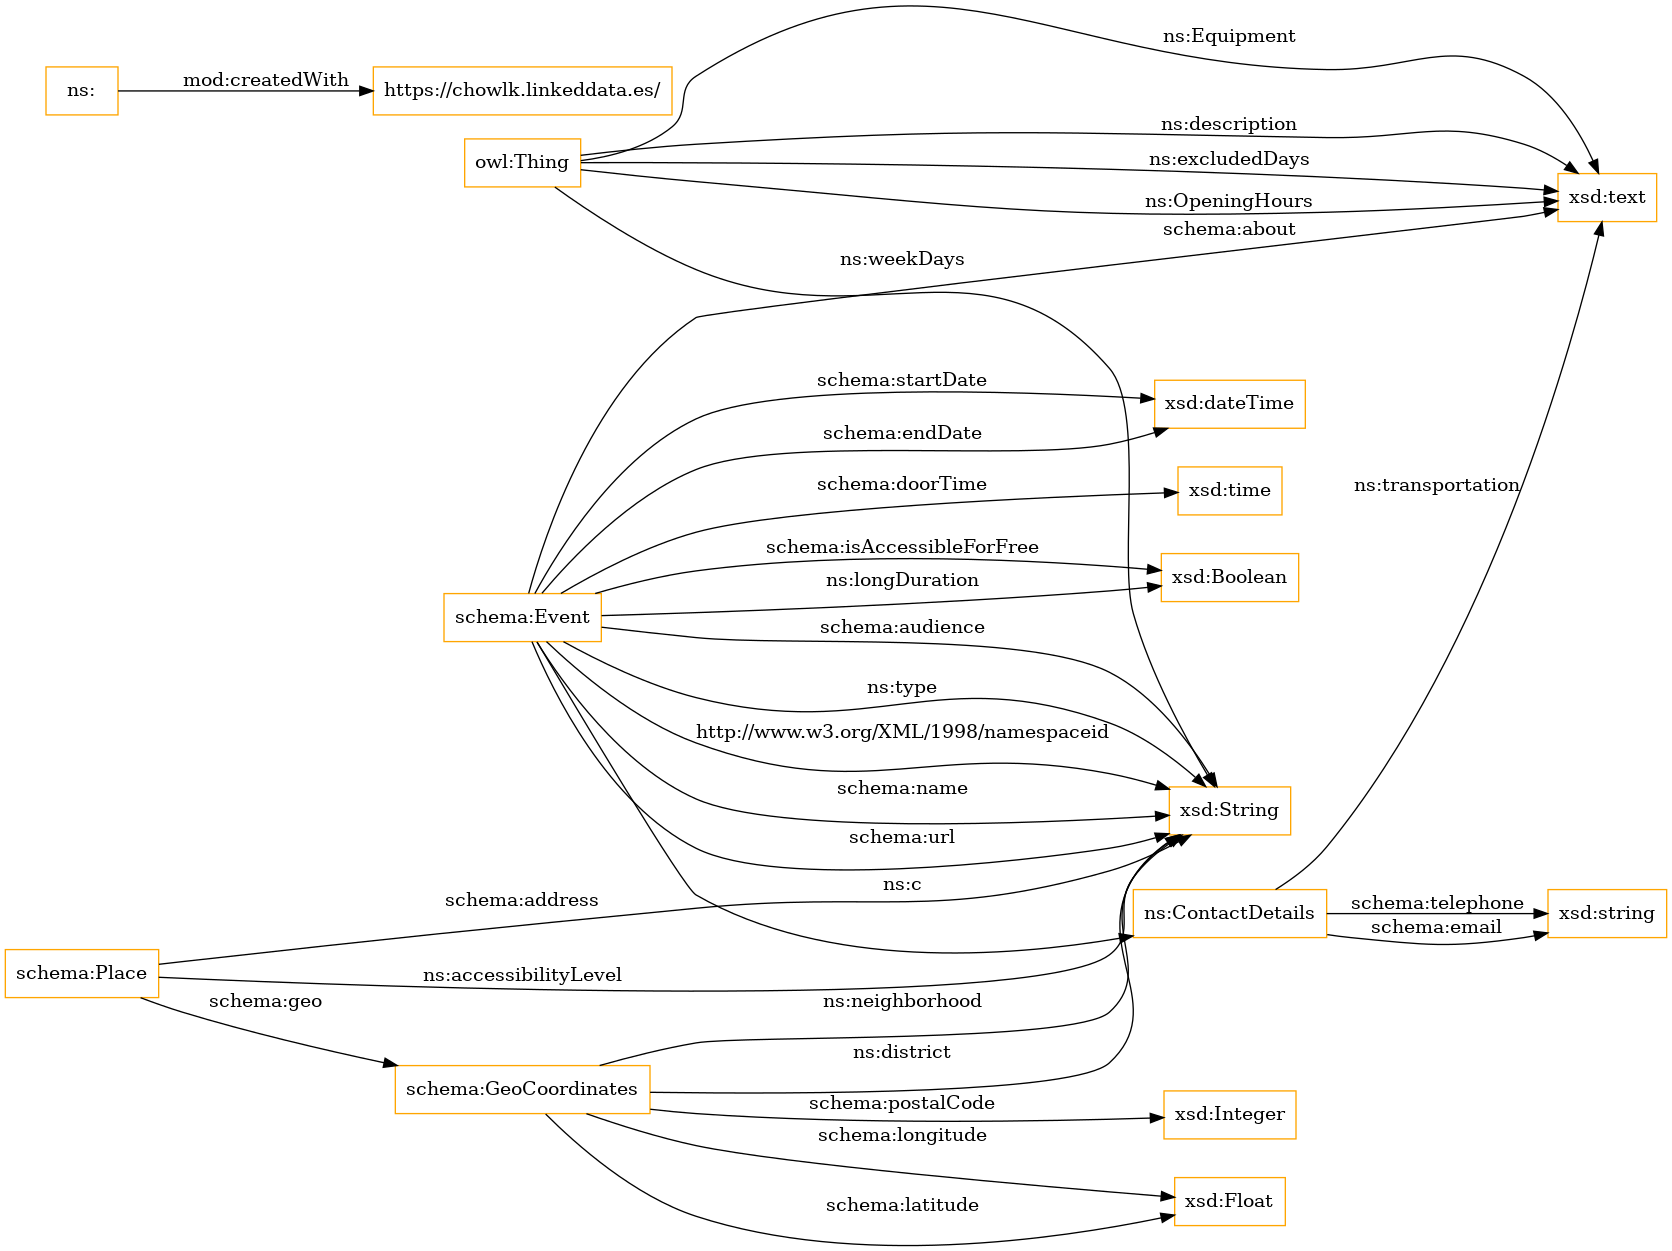 ns:Equipment
ns:
mod:createdWith
https://chowlk.linkeddata.es/
ns:description
owl:Thing
ns:excludedDays
xsd:text
ns:OpeningHours
schema:about
ns:weekDays
schema:startDate
xsd:dateTime
schema:endDate
schema:doorTime
xsd:time
ns:transportation
schema:isAccessibleForFree
ns:longDuration
xsd:Boolean
schema:Event
schema:audience
ns:type
http://www.w3.org/XML/1998/namespaceid
schema:name
xsd:String
schema:url
ns:c
schema:address
ns:ContactDetails
schema:telephone
xsd:string
schema:email
schema:Place
ns:accessibilityLevel
schema:geo
ns:neighborhood
ns:district
schema:GeoCoordinates
schema:postalCode
xsd:Integer
schema:longitude
xsd:Float
schema:latitude